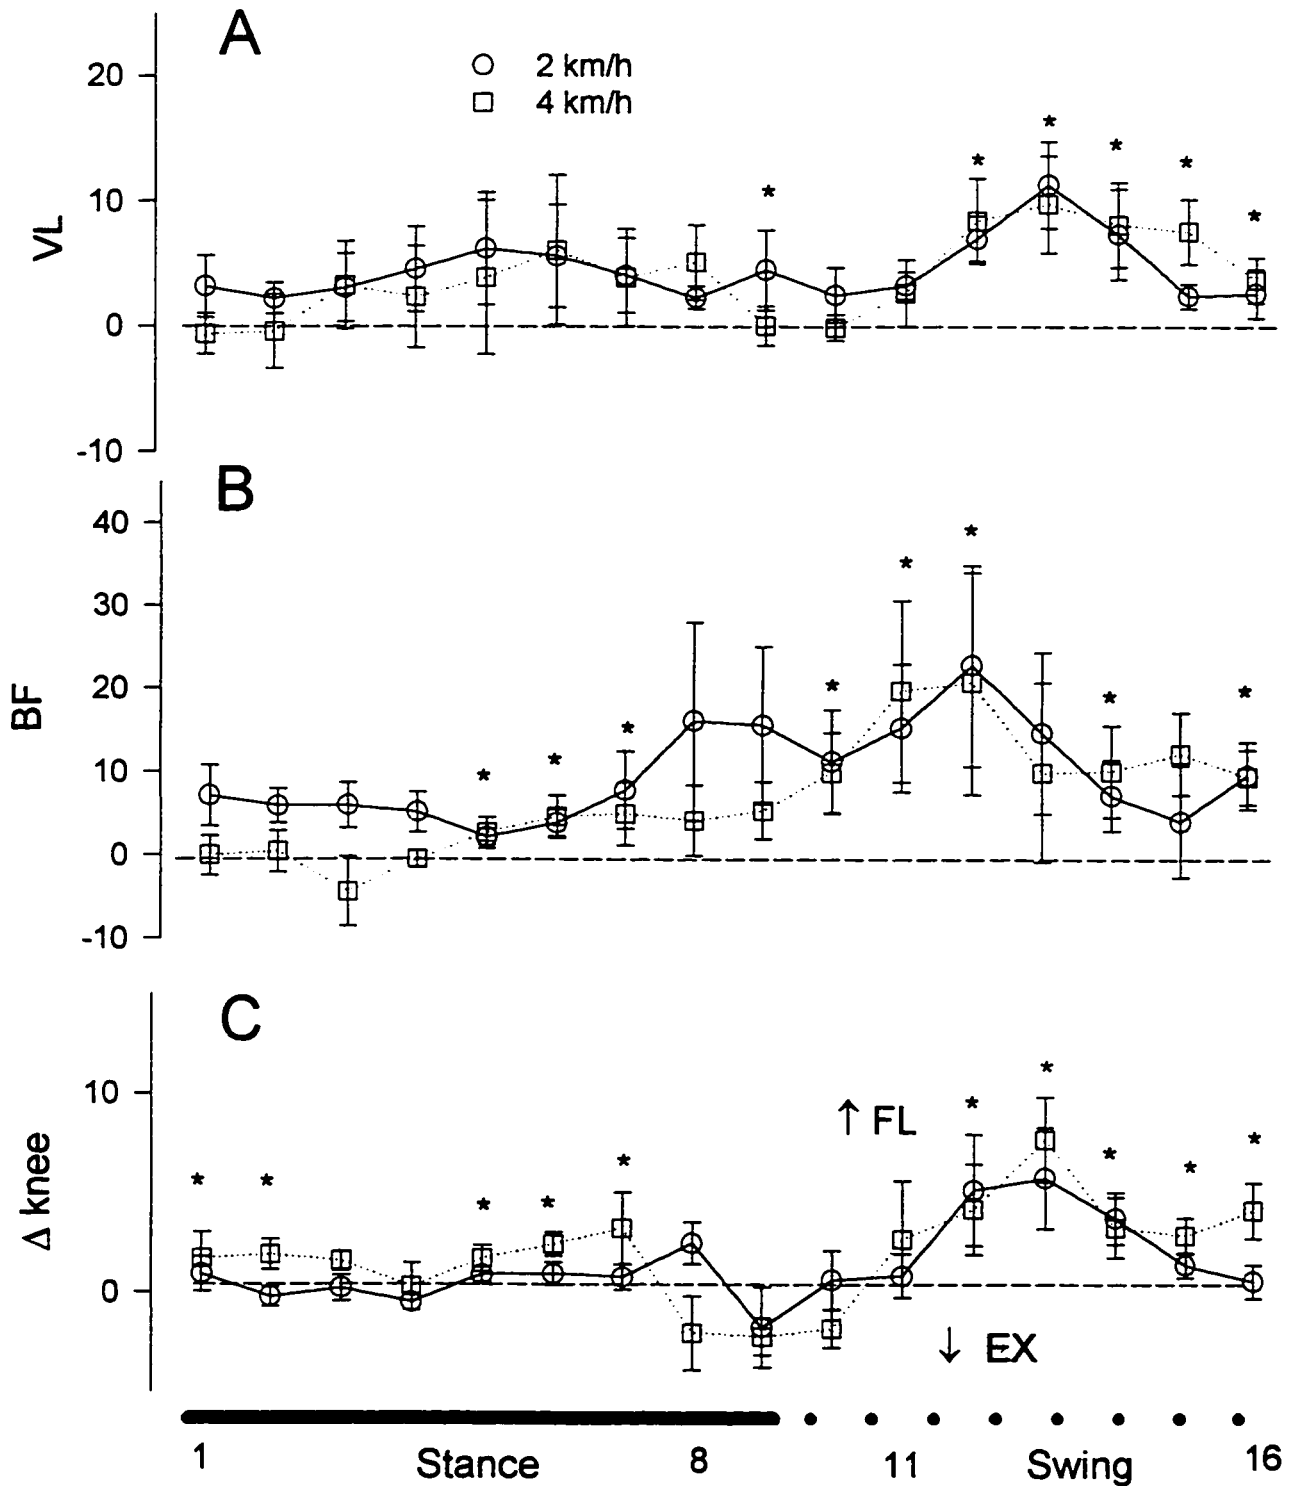 A
2 km/h
4 km/h
20
10
0
-10
VL
* * * * * *
B
40
30
20
10
0
-10
BF
* * * * * * * *
C
10
0
Δ knee
↑ FL
↓ EX
* * * * * * * * * *
1 8 11 16
Stance Swing